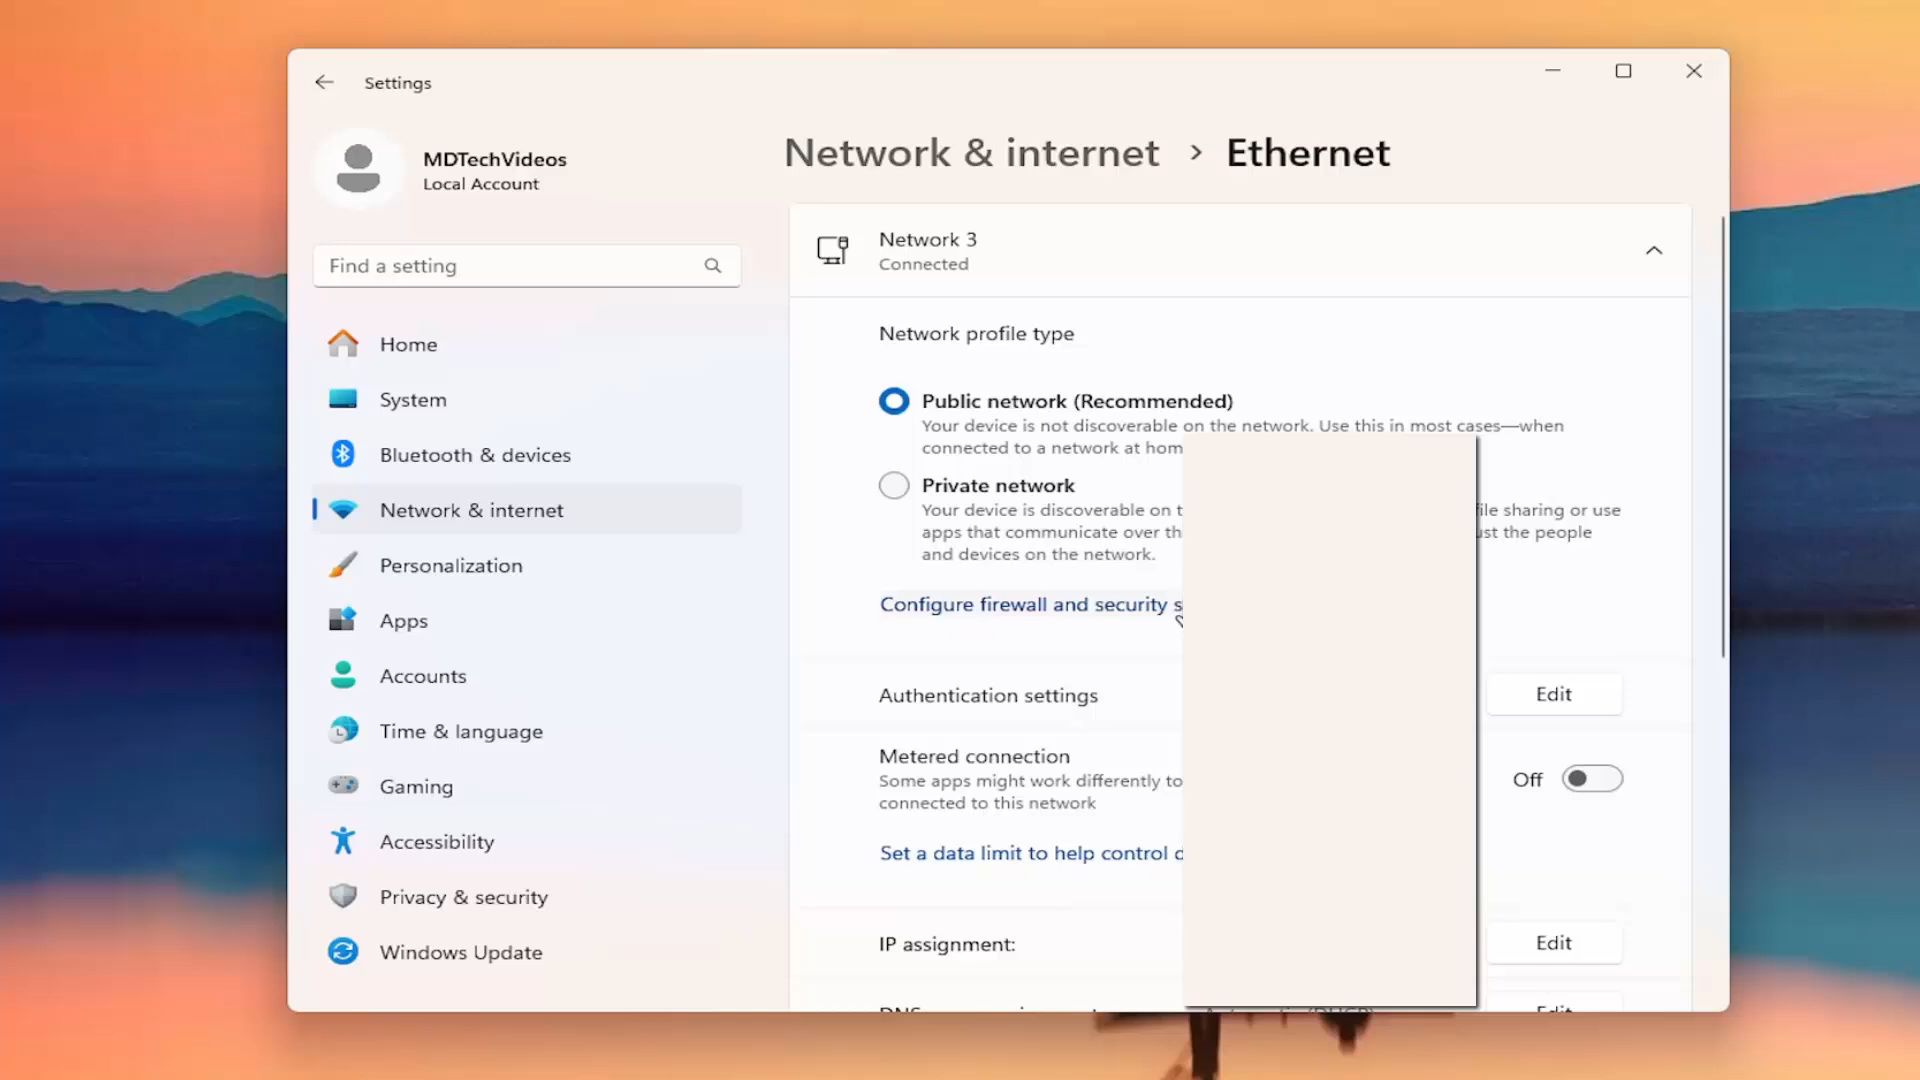 Settings
MDTechVideos
Local Account
Find a setting
Home
System
Bluetooth & devices
Network & internet
Personalization
Apps
Accounts
Time & language
Gaming
Accessibility
Privacy & security
Windows Update
Network & internet > Ethernet
Network 3
Connected
Network profile type
Public network (Recommended)
Your device is not discoverable on the network. Use this in most cases—when
connected to a network at hom
Private network
Your device is discoverable on t ile sharing or use
apps that communicate over th ust the people
and devices on the network.
Configure firewall and security s
Authentication settings
Edit
Metered connection
Some apps might work differently to
connected to this network
Off
Set a data limit to help control d
IP assignment:
Edit